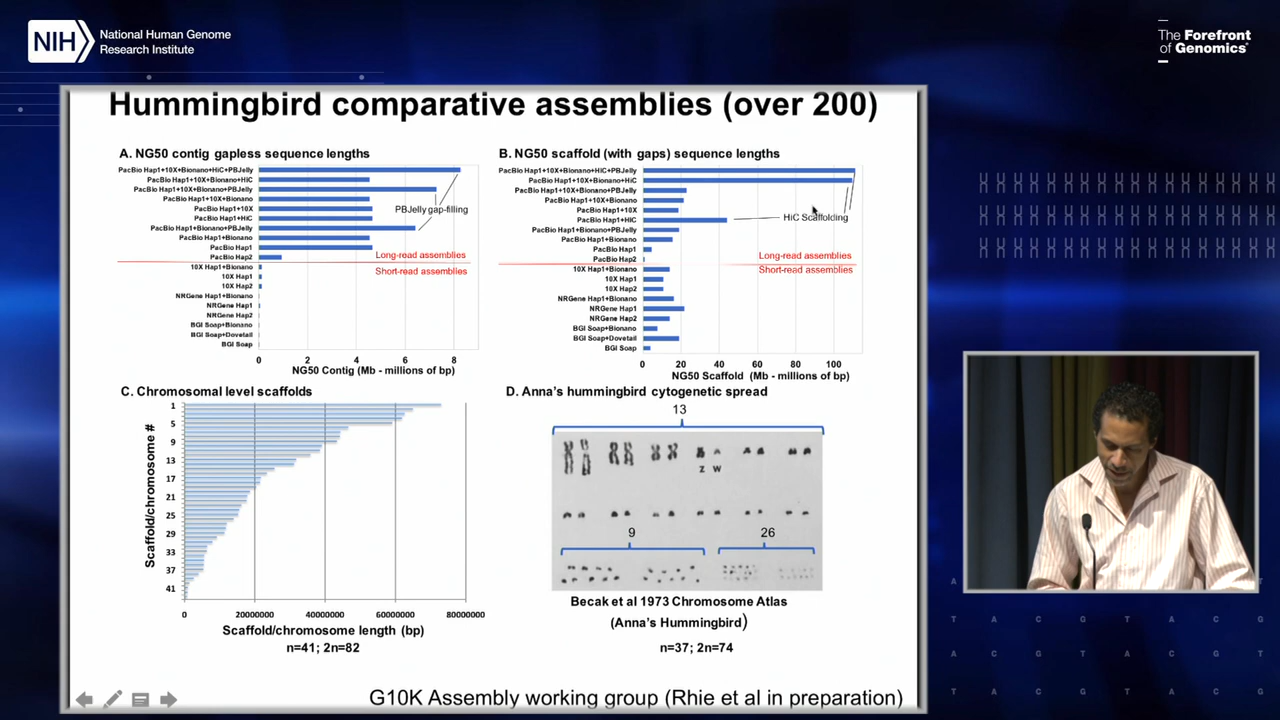 NIH
National Human Genome
Research Institute
The Forefront
of Genomics®
Hummingbird comparative assemblies (over 200)
A. NG50 contig gapless sequence lengths
PacBio Hap1+10X+Bionano+HiC+PBJelly
PacBio Hap1+10X+Bionano+HiC
PacBio Hap1+10X+Bionano+PBJelly
PacBio Hap1+10X+Bionano
PacBio Hap1+10X
PacBio Hap1+HiC
PacBio Hap1+Bionano+PBJelly
PacBio Hap1+Bionano
PacBio Hap1
PacBio Hap2
10X Hap1+Bionano
10X Hap1
10X Hap2
NRGene Hap1+Bionano
NRGene Hap1
NRGene Hap2
BGI Soap+Bionano
BGI Soap+Dovetail
BGI Soap
PBJelly gap-filling
Long-read assemblies
Short-read assemblies
0 2 4 6 8
NG50 Contig (Mb - millions of bp)
B. NG50 scaffold (with gaps) sequence lengths
PacBio Hap1+10X+Bionano+HiC+PBJelly
PacBio Hap1+10X+Bionano+HiC
PacBio Hap1+10X+Bionano+PBJelly
PacBio Hap1+10X+Bionano
PacBio Hap1+10X
PacBio Hap1+HiC
PacBio Hap1+Bionano+PBJelly
PacBio Hap1+Bionano
PacBio Hap1
PacBio Hap2
10X Hap1+Bionano
10X Hap1
10X Hap2
NRGene Hap1+Bionano
NRGene Hap1
NRGene Hap2
BGI Soap+Bionano
BGI Soap+Dovetail
BGI Soap
HiC Scaffolding
Long-read assemblies
Short-read assemblies
0 20 40 60 80 100
NG50 Scaffold (Mb - millions of bp)
C. Chromosomal level scaffolds
Scaffold/chromosome #
1
5
9
13
17
21
25
29
33
37
41
0 20000000 40000000 60000000 80000000
Scaffold/chromosome length (bp)
n=41; 2n=82
D. Anna's hummingbird cytogenetic spread
13
Z W
9 26
Becak et al 1973 Chromosome Atlas
(Anna's Hummingbird)
n=37; 2n=74
G10K Assembly working group (Rhie et al in preparation)
A T A C G
T A C G T A C G
A C G T A C G T
A T A C G T A C G